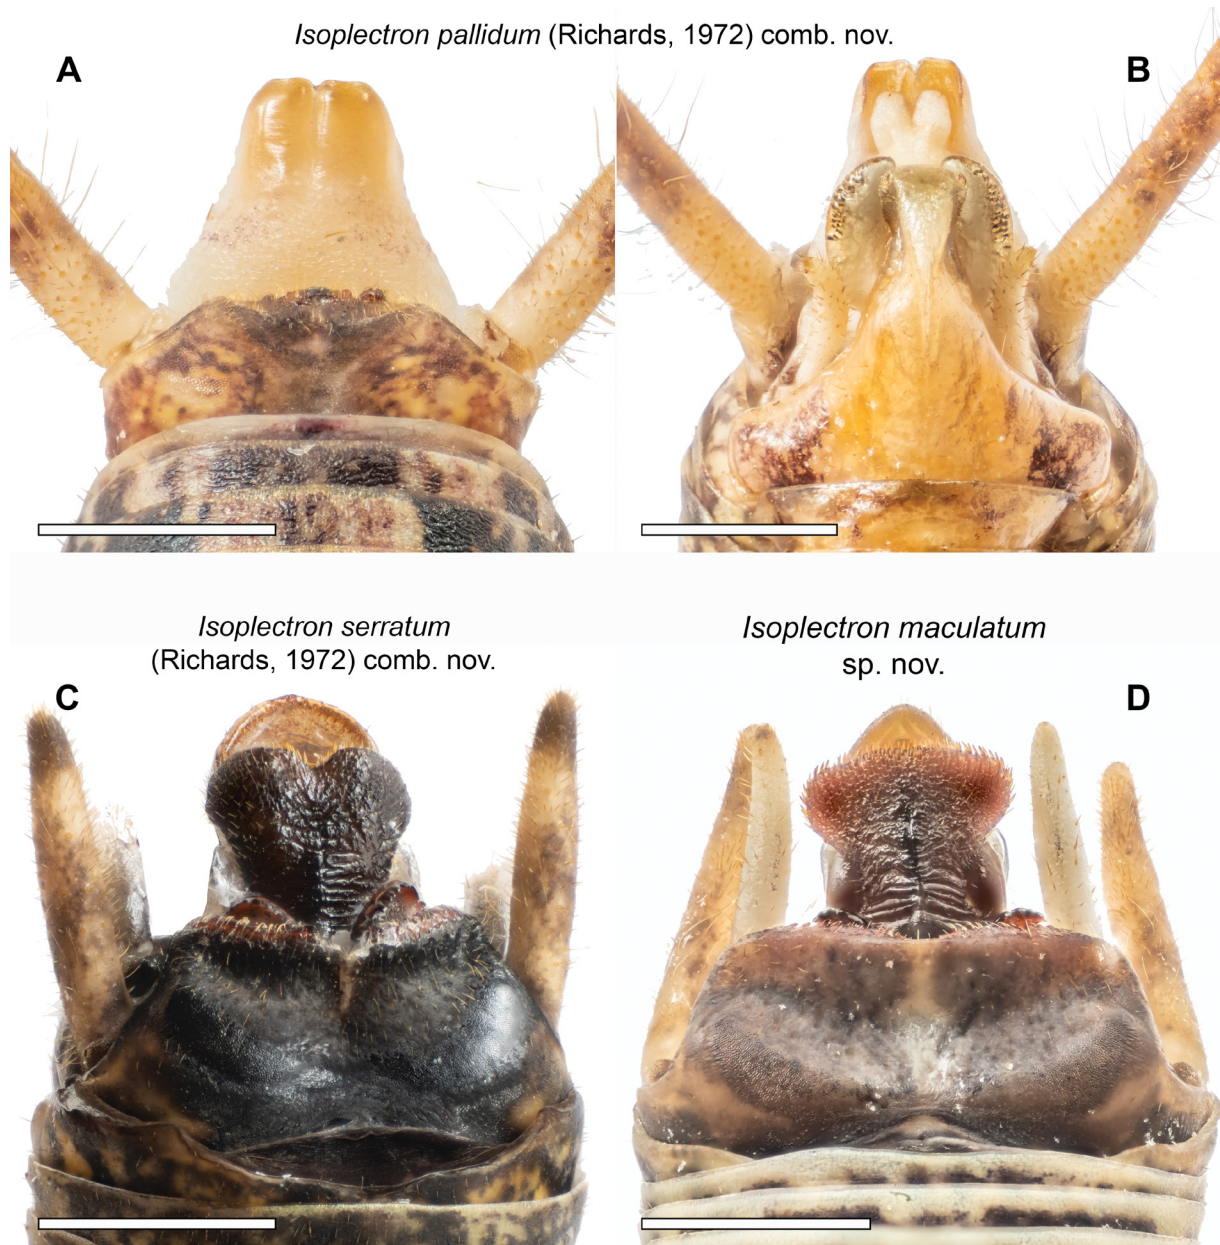 Isoplectron pallidum (Richards, 1972) comb. nov.
A
B
Isoplectron serratum
(Richards, 1972) comb. nov.
Isoplectron maculatum
sp. nov.
C
D